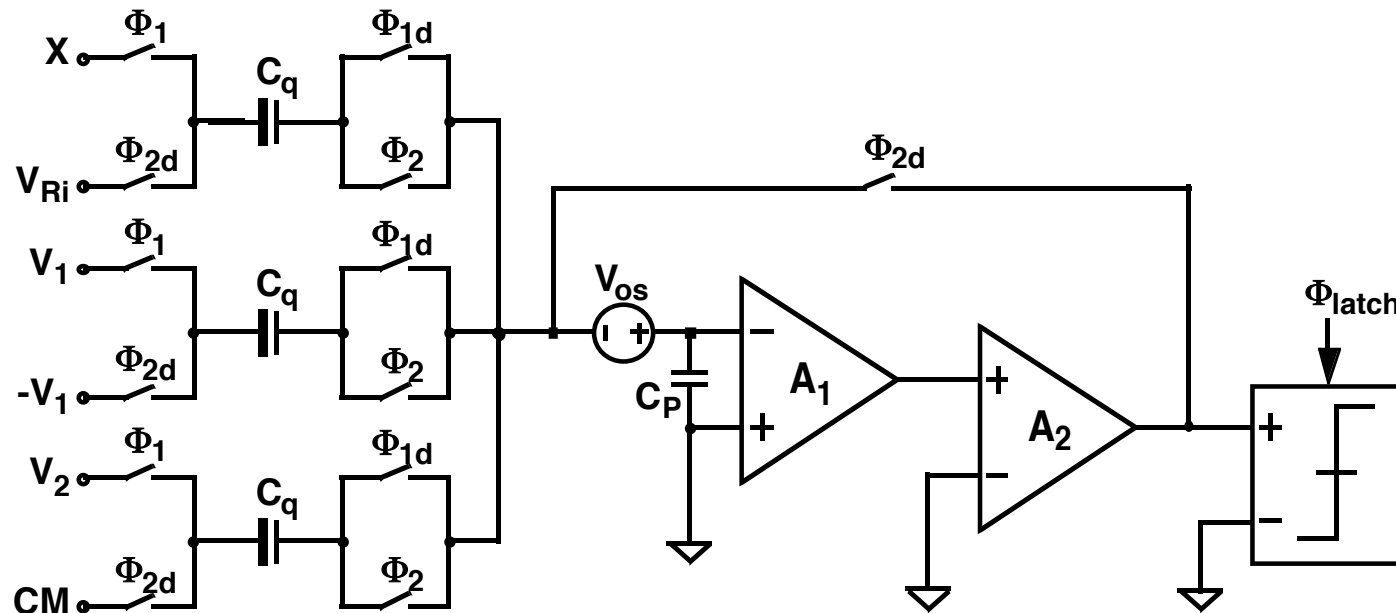 X Φ1 Cq Φ1d
VRi Φ2d Φ2
Φ2d
V1 Φ1 Cq Φ1d
-V1 Φ2d Φ2
Vos
CP
A1
A2
Φlatch
V2 Φ1 Cq Φ1d
CM Φ2d Φ2